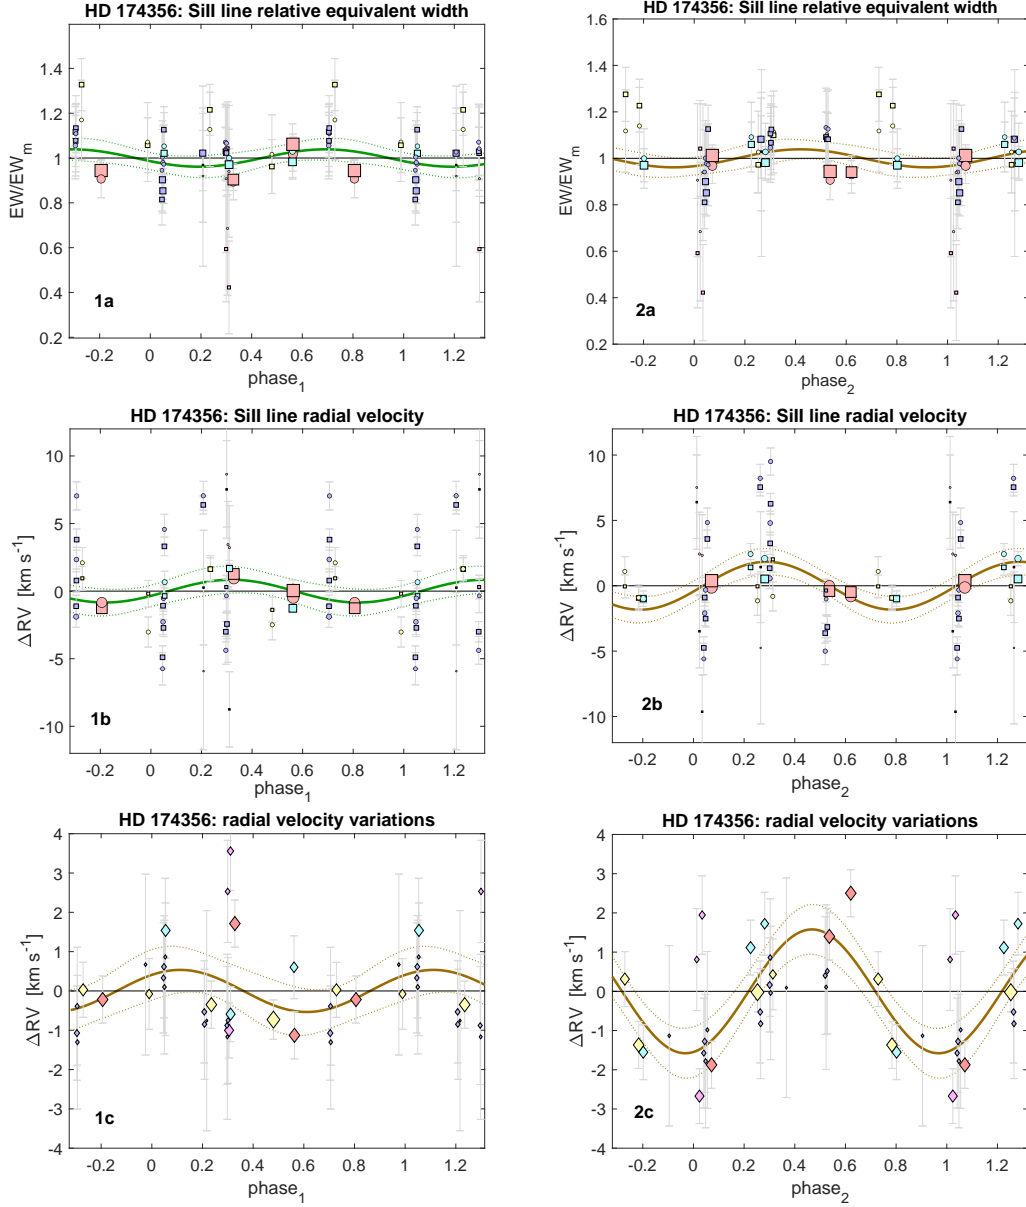 HD 174356: SiII line relative equivalent width
EW/EW_m
1.4
1.2
1
0.8
0.6
0.4
0.2
1a
-0.2 0 0.2 0.4 0.6 0.8 1 1.2
phase_1
HD 174356: SiII line relative equivalent width
EW/EW_m
1.6
1.4
1.2
1
0.8
0.6
0.4
0.2
2a
-0.2 0 0.2 0.4 0.6 0.8 1 1.2
phase_2
HD 174356: SiII line radial velocity
ΔRV [km s⁻¹]
10
5
0
-5
-10
1b
-0.2 0 0.2 0.4 0.6 0.8 1 1.2
phase_1
HD 174356: SiII line radial velocity
ΔRV [km s⁻¹]
10
5
0
-5
-10
2b
-0.2 0 0.2 0.4 0.6 0.8 1 1.2
phase_2
HD 174356: radial velocity variations
ΔRV [km s⁻¹]
4
3
2
1
0
-1
-2
-3
-4
1c
-0.2 0 0.2 0.4 0.6 0.8 1 1.2
phase_1
HD 174356: radial velocity variations
ΔRV [km s⁻¹]
4
3
2
1
0
-1
-2
-3
-4
2c
-0.2 0 0.2 0.4 0.6 0.8 1 1.2
phase_2